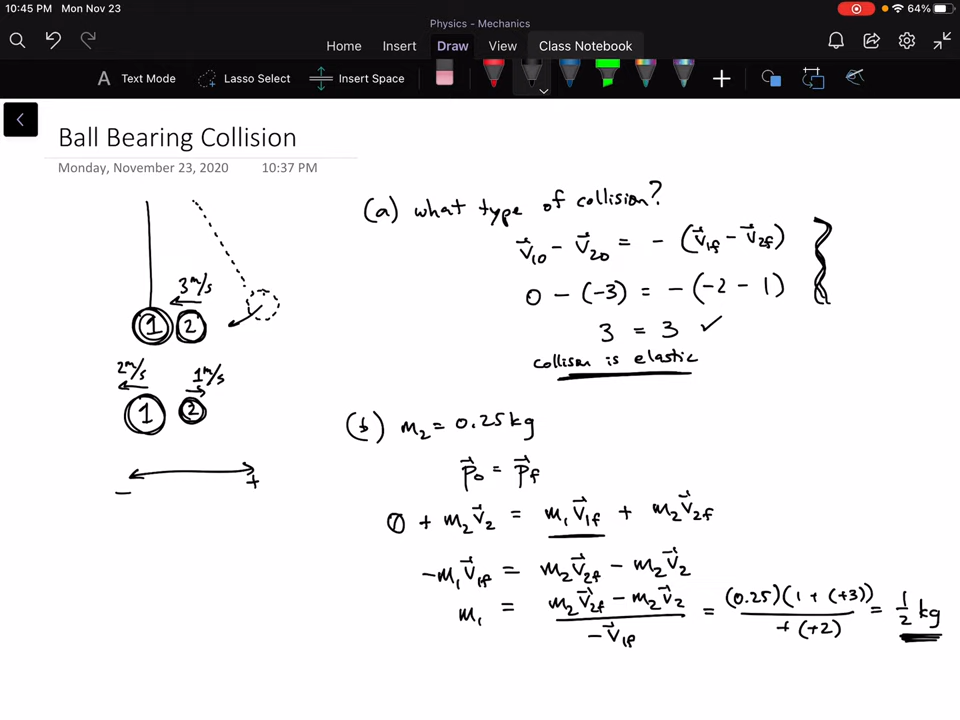 10:45 PM Mon Nov 23 64%
Physics - Mechanics
Home Insert Draw View Class Notebook
A Text Mode Lasso Select Insert Space
Ball Bearing Collision
Monday, November 23, 2020 10:37 PM
(a) what type of collision?
v⃗₁₀ - v⃗₂₀ = - (v⃗₁f - v⃗₂f)
0 - (-3) = - (-2 - 1)
3 = 3 ✓
collision is elastic
3 m/s
1 2
2 m/s 1 m/s
1 2
- +
(b) m₂ = 0.25 kg
p⃗₀ = p⃗f
0 + m₂v⃗₂ = m₁v⃗₁f + m₂v⃗₂f
-m₁v⃗₁f = m₂v⃗₂f - m₂v⃗₂
m₁ = (m₂v⃗₂f - m₂v⃗₂)/(-v⃗₁f) = (0.25)(1 + (+3))/(+(+2)) = 1/2 kg